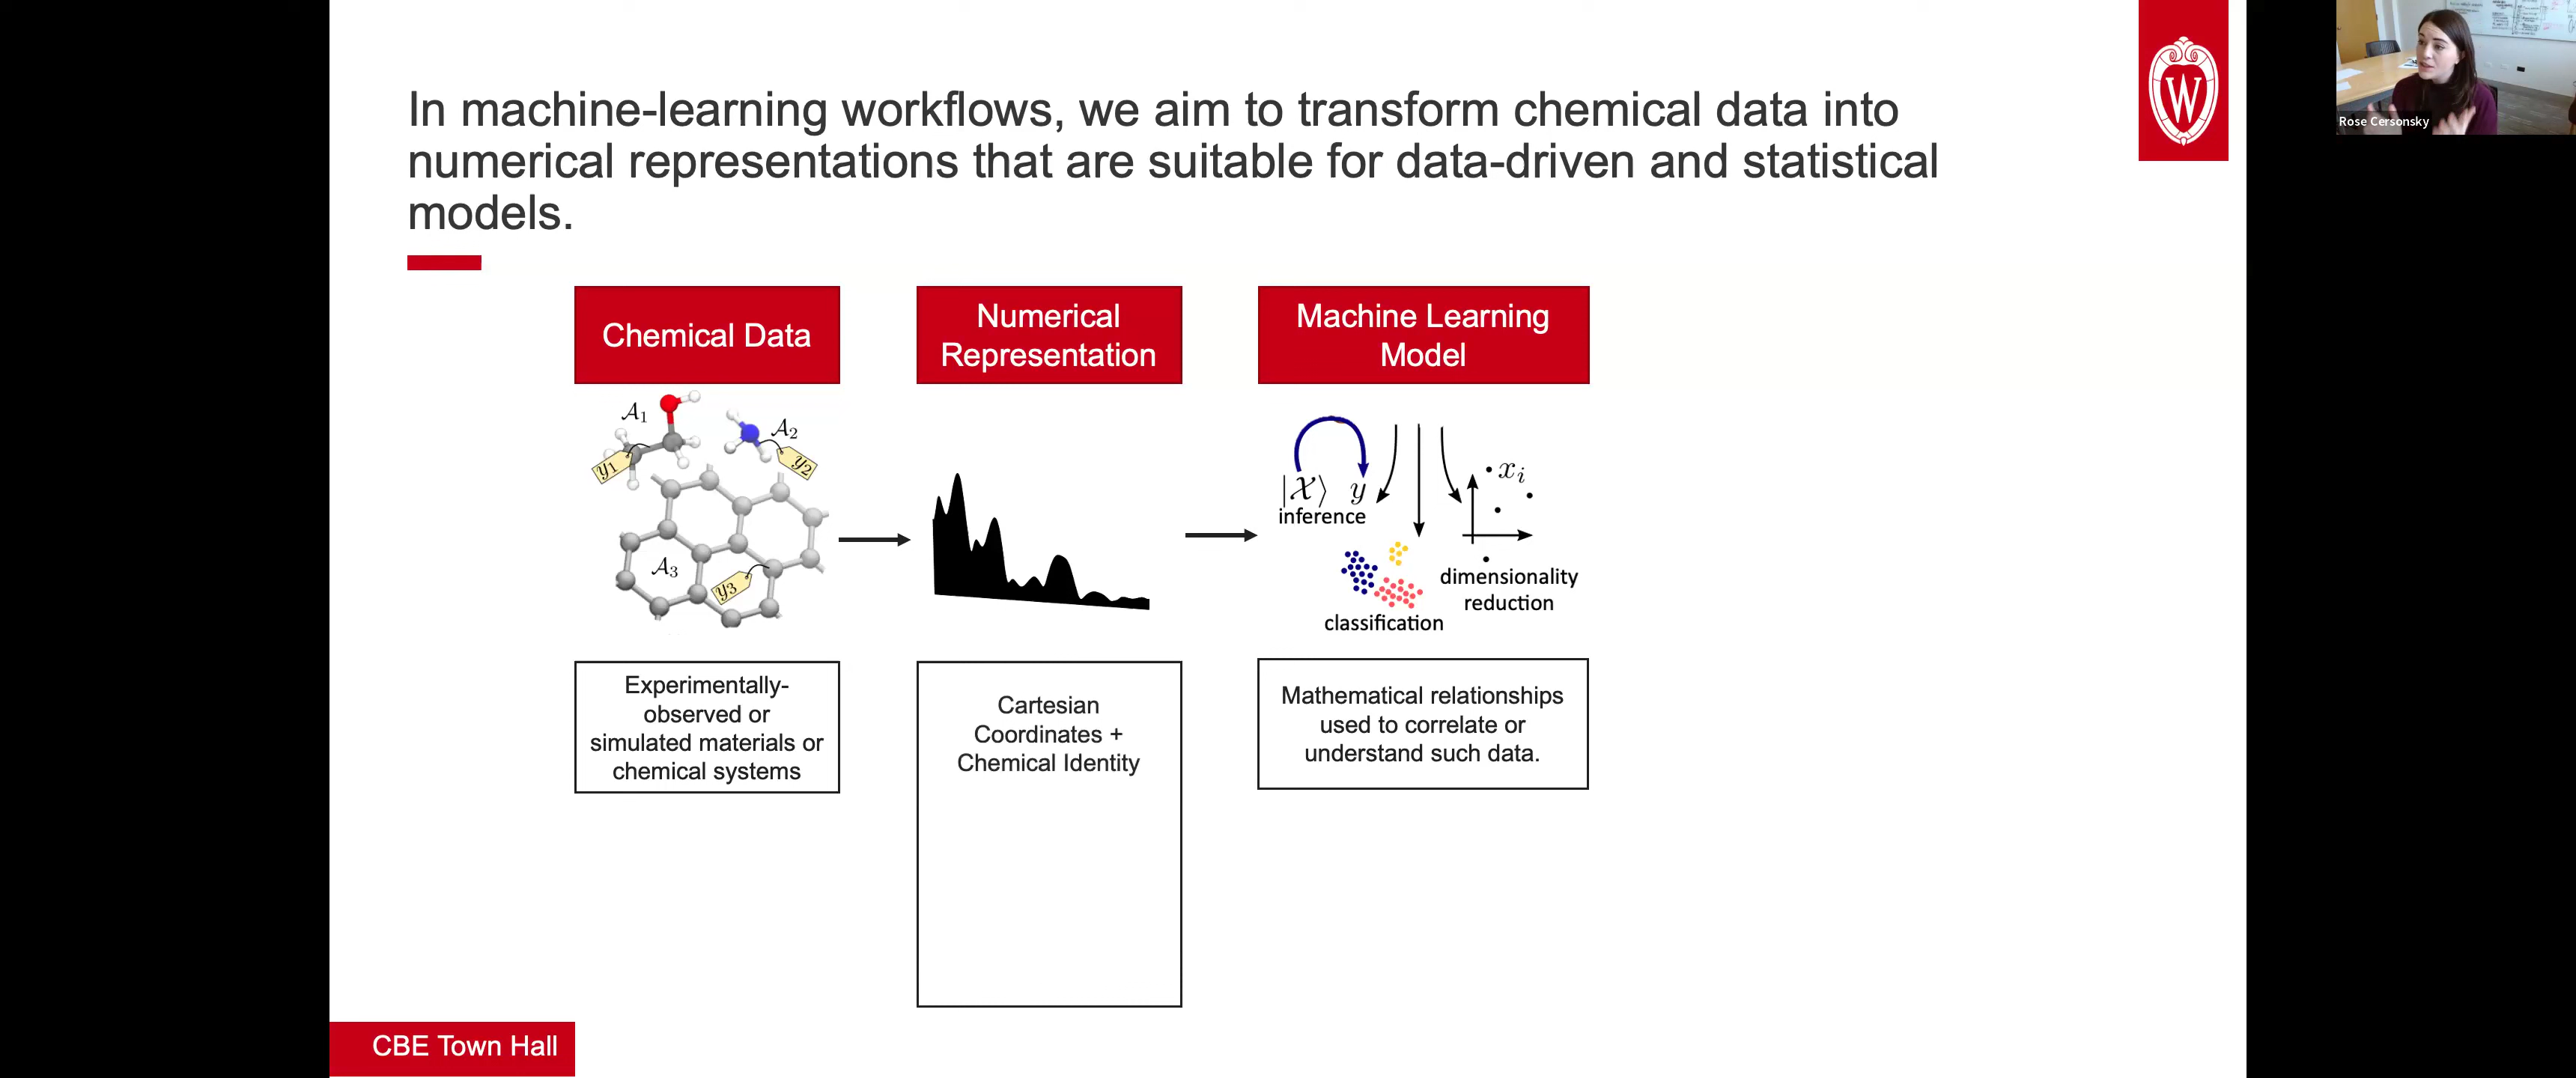 In machine-learning workflows, we aim to transform chemical data into
numerical representations that are suitable for data-driven and statistical
models.
W
Rose Cersonsky
Chemical Data
Numerical
Representation
Machine Learning
Model
𝒜1
y1
𝒜2
y2
𝒜3
y3
|𝒳⟩ y
inference
xi
classification
dimensionality
reduction
Experimentally-
observed or
simulated materials or
chemical systems
Cartesian
Coordinates +
Chemical Identity
Mathematical relationships
used to correlate or
understand such data.
CBE Town Hall